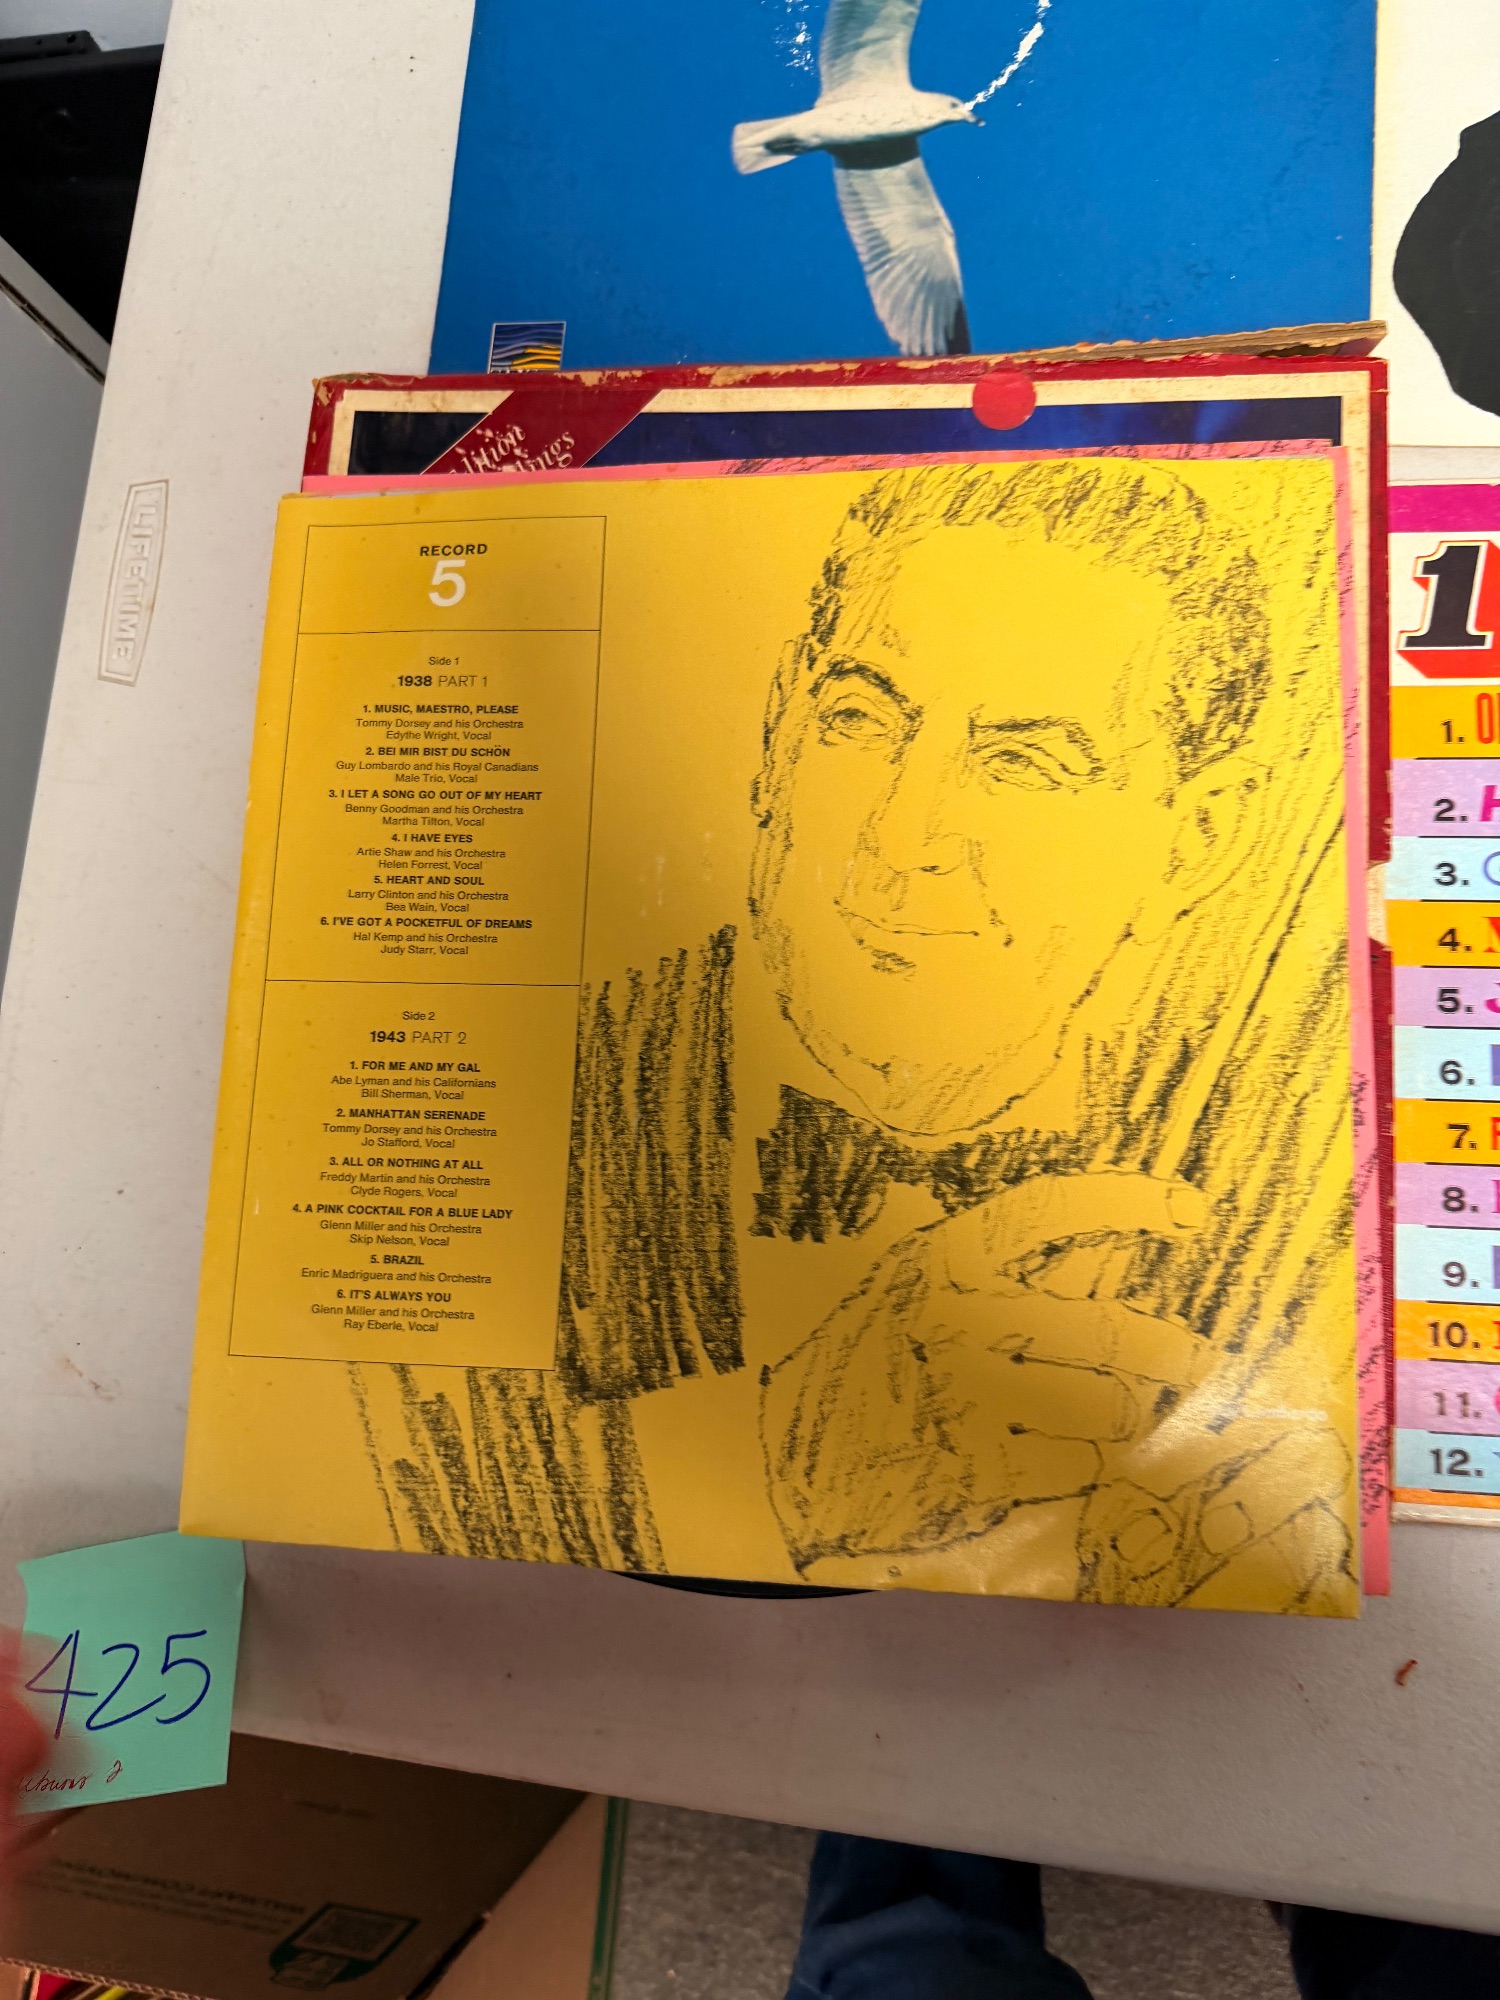 LIFETIME
RECORD
5
Side 1
1938 PART 1
1. MUSIC, MAESTRO, PLEASE
Tommy Dorsey and his Orchestra
Edythe Wright, Vocal
2. BEI MIR BIST DU SCHÖN
Guy Lombardo and his Royal Canadians
Male Trio, Vocal
3. I LET A SONG GO OUT OF MY HEART
Benny Goodman and his Orchestra
Martha Tilton, Vocal
4. I HAVE EYES
Artie Shaw and his Orchestra
Helen Forrest, Vocal
5. HEART AND SOUL
Larry Clinton and his Orchestra
Bea Wain, Vocal
6. I'VE GOT A POCKETFUL OF DREAMS
Hal Kemp and his Orchestra
Judy Starr, Vocal
Side 2
1943 PART 2
1. FOR ME AND MY GAL
Abe Lyman and his Californians
Bill Sherman, Vocal
2. MANHATTAN SERENADE
Tommy Dorsey and his Orchestra
Jo Stafford, Vocal
3. ALL OR NOTHING AT ALL
Freddy Martin and his Orchestra
Clyde Rogers, Vocal
4. A PINK COCKTAIL FOR A BLUE LADY
Glenn Miller and his Orchestra
Skip Nelson, Vocal
5. BRAZIL
Enric Madriguera and his Orchestra
6. IT'S ALWAYS YOU
Glenn Miller and his Orchestra
Ray Eberle, Vocal
1
1.
2.
3.
4.
5.
6.
7.
8.
9.
10.
11.
12.
425